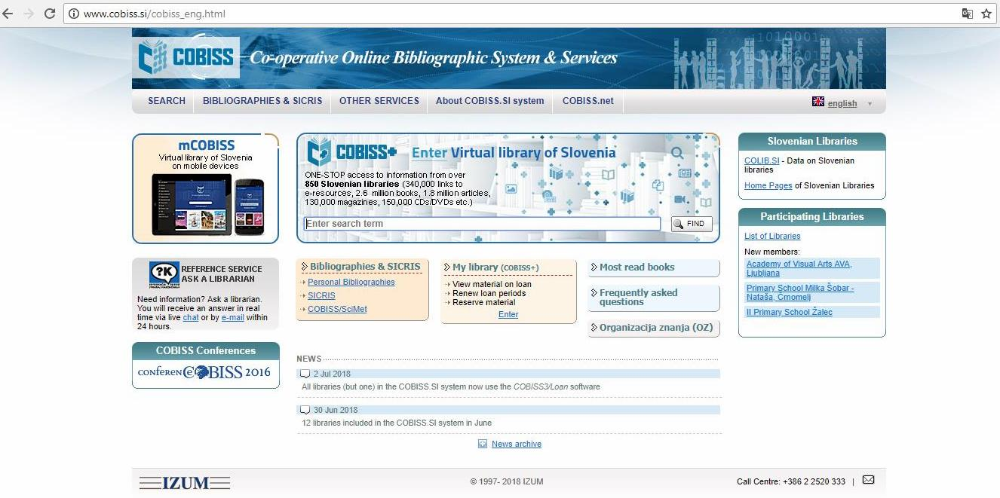 www.cobiss.si/cobiss_eng.html
COBISS Co-operative Online Bibliographic System & Services
SEARCH BIBLIOGRAPHIES & SICRIS OTHER SERVICES About COBISS.SI system COBISS.net english
mCOBISS
Virtual library of Slovenia
on mobile devices
COBISS+ Enter Virtual library of Slovenia
ONE-STOP access to information from over
850 Slovenian libraries (340,000 links to
e-resources, 2.6 million books, 1.8 million articles,
130,000 magazines, 150,000 CDs/DVDs etc.)
Enter search term FIND
Slovenian Libraries
COLIB.SI - Data on Slovenian
libraries
Home Pages of Slovenian Libraries
Participating Libraries
List of Libraries
New members:
Academy of Visual Arts AVA,
Ljubljana
Primary School Milka Šobar -
Nataša, Črnomelj
II Primary School Žalec
?K REFERENCE SERVICE
ASK A LIBRARIAN
Need information? Ask a librarian.
You will receive an answer in real
time via live chat or by e-mail within
24 hours.
COBISS Conferences
conferenCOBISS 2016
Bibliographies & SICRIS
Personal Bibliographies
SICRIS
COBISS/SciMet
My library (COBISS+)
View material on loan
Renew loan periods
Reserve material
Enter
Most read books
Frequently asked
questions
Organizacija znanja (OZ)
NEWS
2 Jul 2018
All libraries (but one) in the COBISS.SI system now use the COBISS3/Loan software
30 Jun 2018
12 libraries included in the COBISS.SI system in June
News archive
IZUM © 1997- 2018 IZUM Call Centre: +386 2 2520 333 |